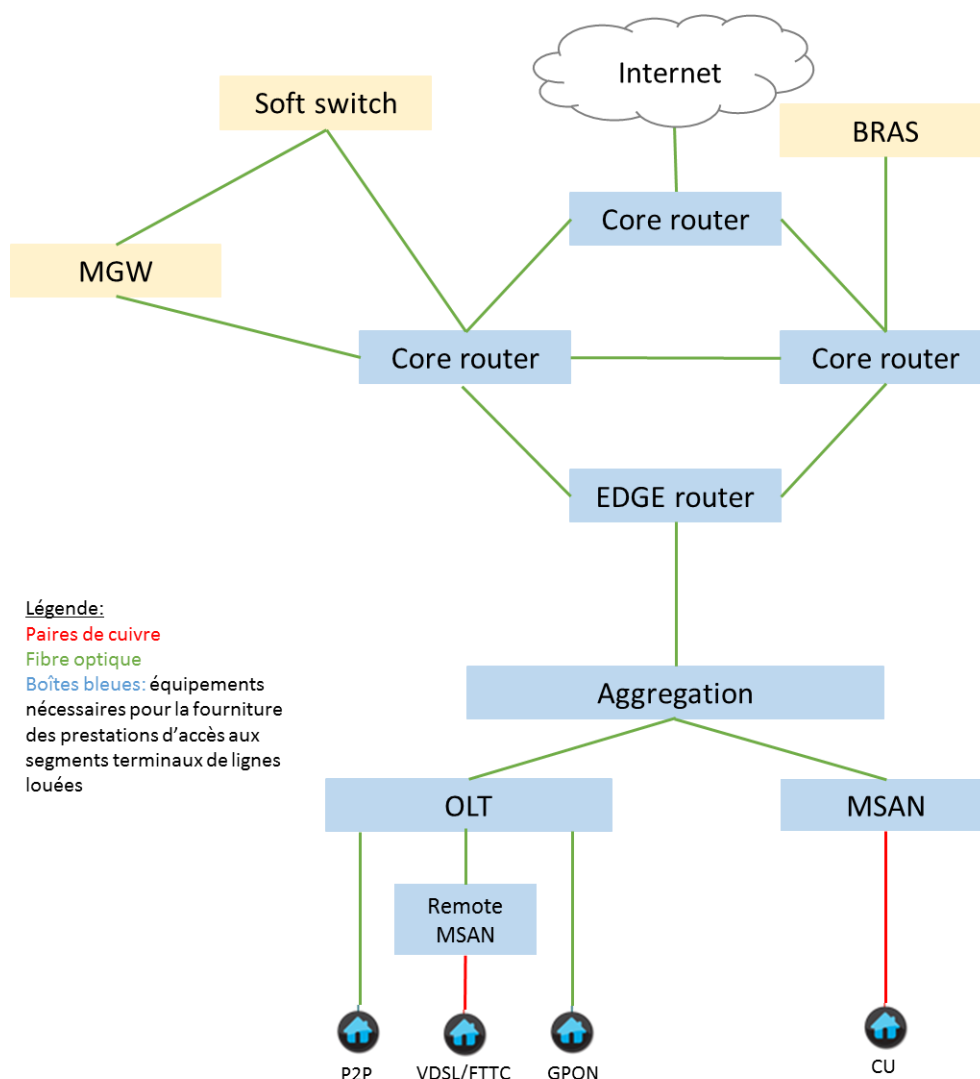 Internet
Soft switch
BRAS
Core router
MGW
Core router
Core router
EDGE router
Légende:
Paires de cuivre
Fibre optique
Boîtes bleues: équipements
nécessaires pour la fourniture
des prestations d'accès aux
segments terminaux de lignes
louées
Aggregation
OLT
MSAN
Remote
MSAN
P2P
VDSL/FTTC
GPON
CU